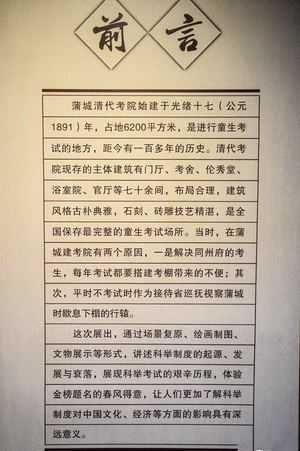 前言
蒲城清代考院始建于光绪十七（公元
1891）年，占地6200平方米，是进行童生考
试的地方，距今有一百多年的历史。清代考
院现存的主体建筑有门厅、考舍、伦秀堂、
浴室院、官厅等七十余间，布局合理，建筑
风格古朴典雅，石刻、砖雕技艺精湛，是全
国保存最完整的童生考试场所。当时，在蒲
城建考院有两个原因，一是解决同州府的考
生，每年考试都要搭建考棚带来的不便；其
次，平时不考试时作为接待省巡抚视察蒲城
时歇息下榻的行辕。
这次展出，通过场景复原、绘画制图、
文物展示等形式，讲述科举制度的起源、发
展与衰落，展现科举考试的艰辛历程，体验
金榜题名的春风得意，让人们更加了解科举
制度对中国文化、经济等方面的影响具有深
远意义。